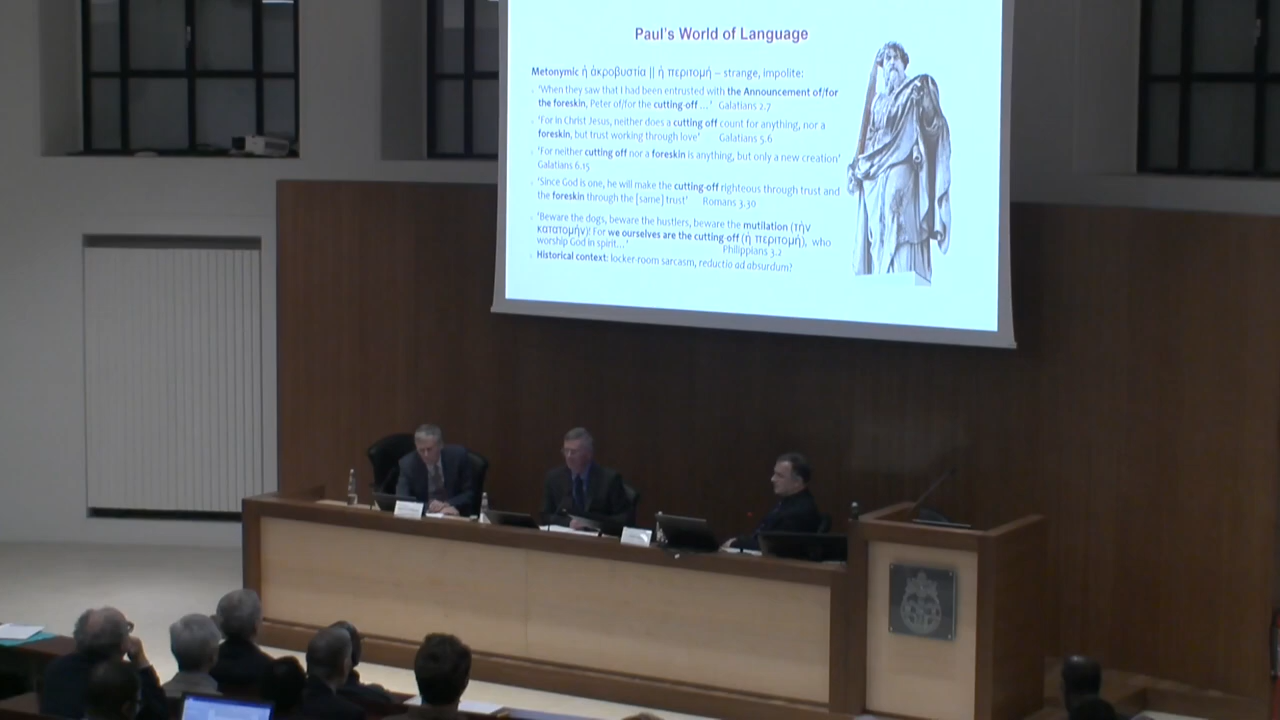 Paul's World of Language
Metonymic ἡ ἀκροβυστία || ἡ περιτομή – strange, impolite:
'When they saw that I had been entrusted with the Announcement of/for
the foreskin, Peter of/for the cutting off …' Galatians 2.7
'For in Christ Jesus, neither does a cutting off count for anything, nor a
foreskin, but trust working through love' Galatians 5.6
'For neither cutting off nor a foreskin is anything, but only a new creation'
Galatians 6.15
'Since God is one, he will make the cutting-off righteous through trust and
the foreskin through the [same] trust' Romans 3.30
'Beware the dogs, beware the hustlers, beware the mutilation (τὴν
κατατομήν)! For we ourselves are the cutting off (ἡ περιτομή), who
worship God in spirit…' Philippians 3.2
Historical context: locker-room sarcasm, reductio ad absurdum?